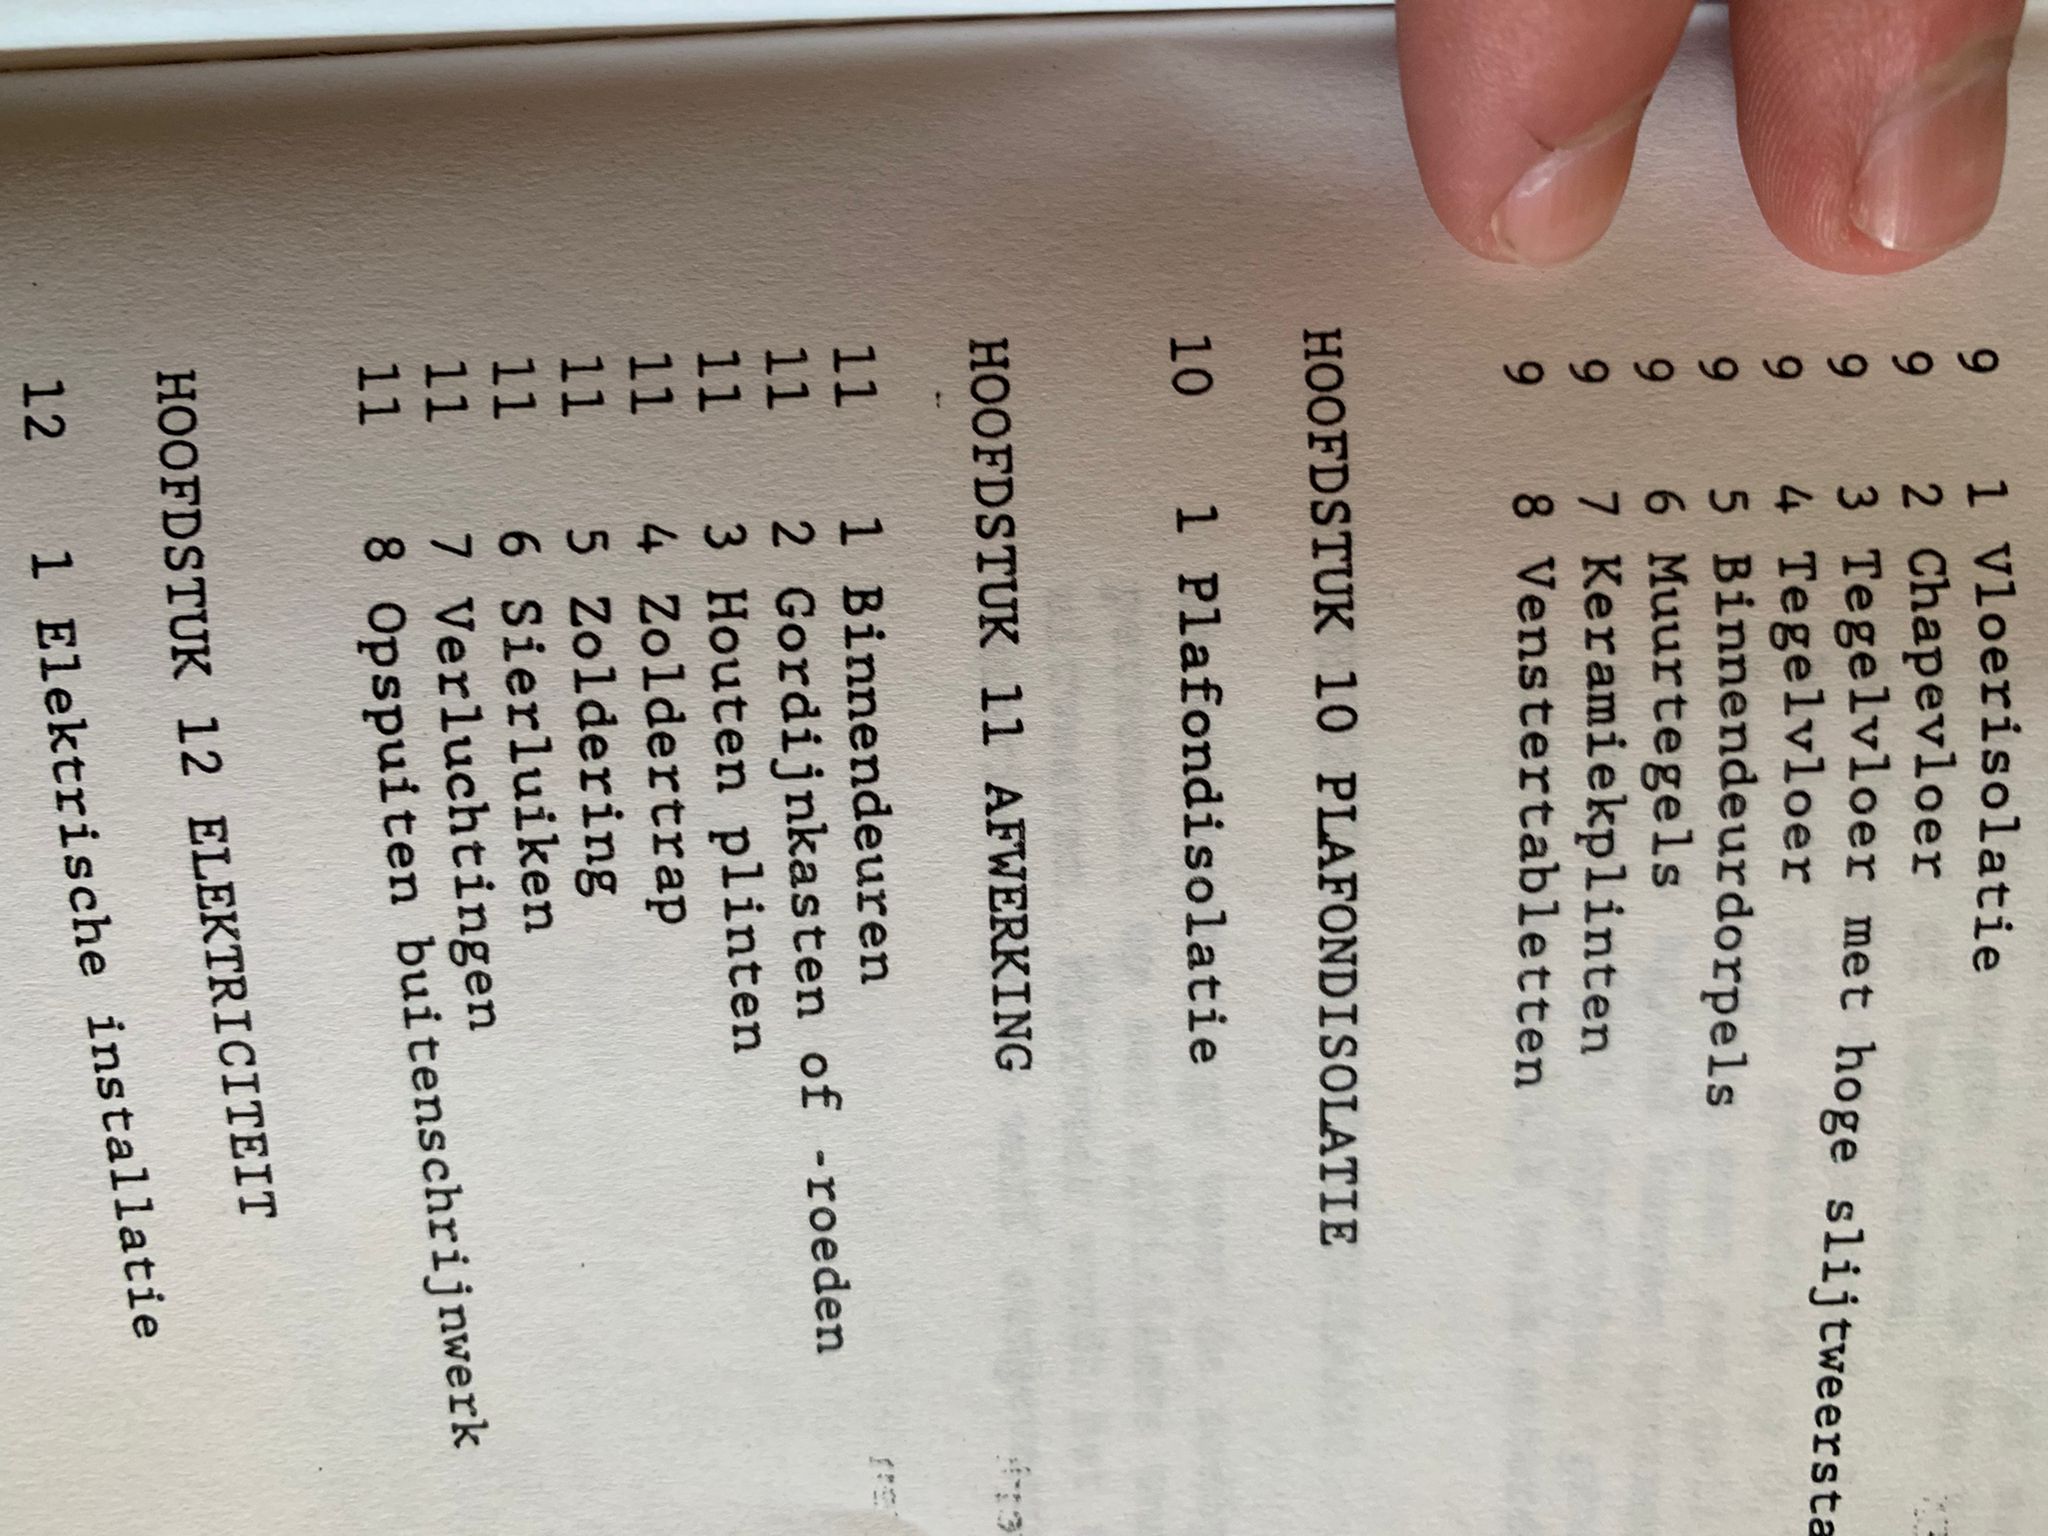 9 1 Vloerisolatie
9 2 Chapevloer
9 3 Tegelvloer met hoge
9 4 Tegelvloer
9 5 Binnendeurdorpels
9 6 Muurtegels
9 7 Keramiekplinten
9 8 Venstertabletten
HOOFDSTUK 10 PLAFONDISOLATIE
10 1 Plafondisolatie
HOOFDSTUK 11 AFWERKING
11 1 Binnendeuren
11 2 Gordijnkasten of -roeden
11 3 Houten plinten
11 4 Zoldertrap
11 5 Zoldering
11 6 Sierluiken
11 7 Verluchtingen
11 8 Opspuiten buitenschrijnwerk
HOOFDSTUK 12 ELEKTRICITEIT
12 1 Elektrische installatie